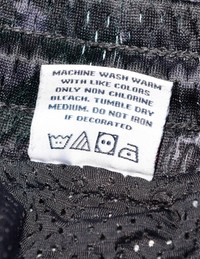 MACHINE WASH WARM
WITH LIKE COLORS
ONLY NON CHLORINE
BLEACH. TUMBLE DRY
MEDIUM. DO NOT IRON
IF DECORATED